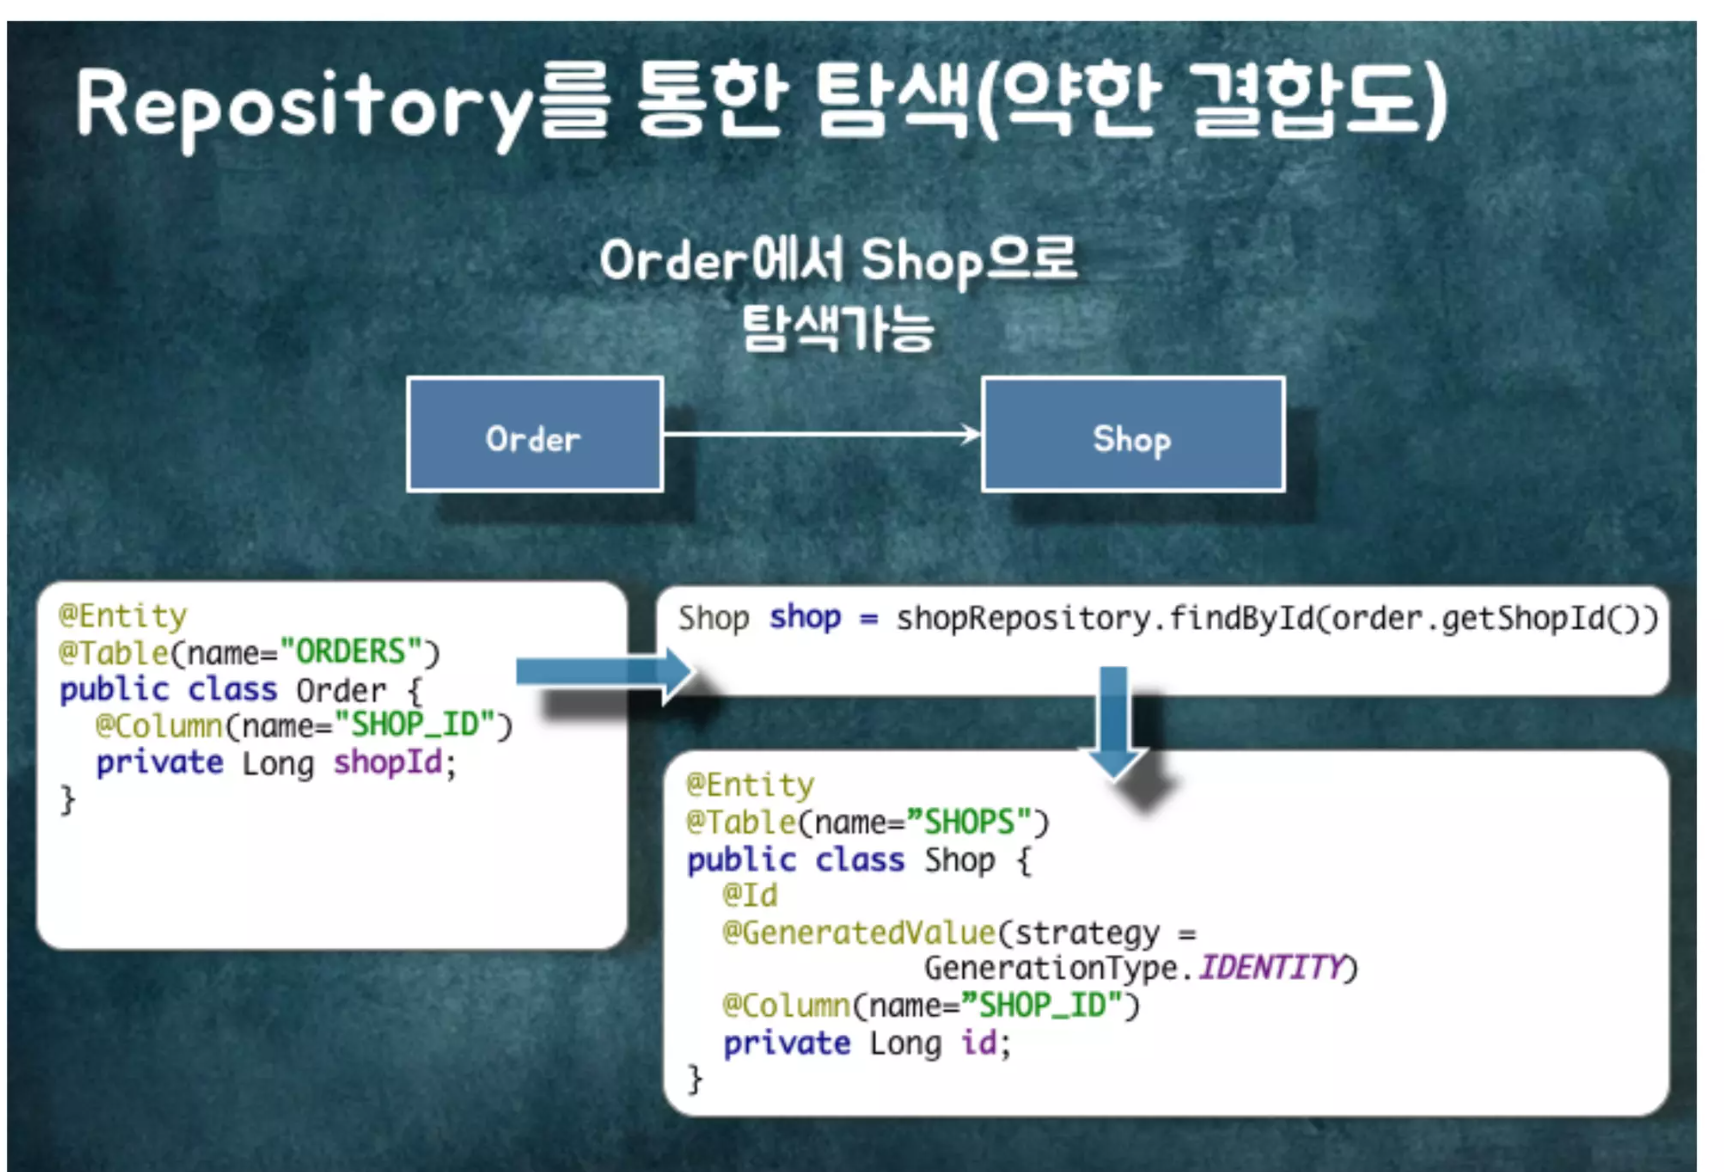 Repository를 통한 탐색(약한 결합도)
Order에서 Shop으로
탐색가능
Order
Shop
@Entity
@Table(name="ORDERS")
public class Order {
@Column(name="SHOP_ID")
private Long shopId;
}
Shop shop = shopRepository.findById(order.getShopId())
@Entity
@Table(name=”SHOPS")
public class Shop {
@Id
@GeneratedValue(strategy =
GenerationType.IDENTITY)
@Column(name=”SHOP_ID")
private Long id;
}